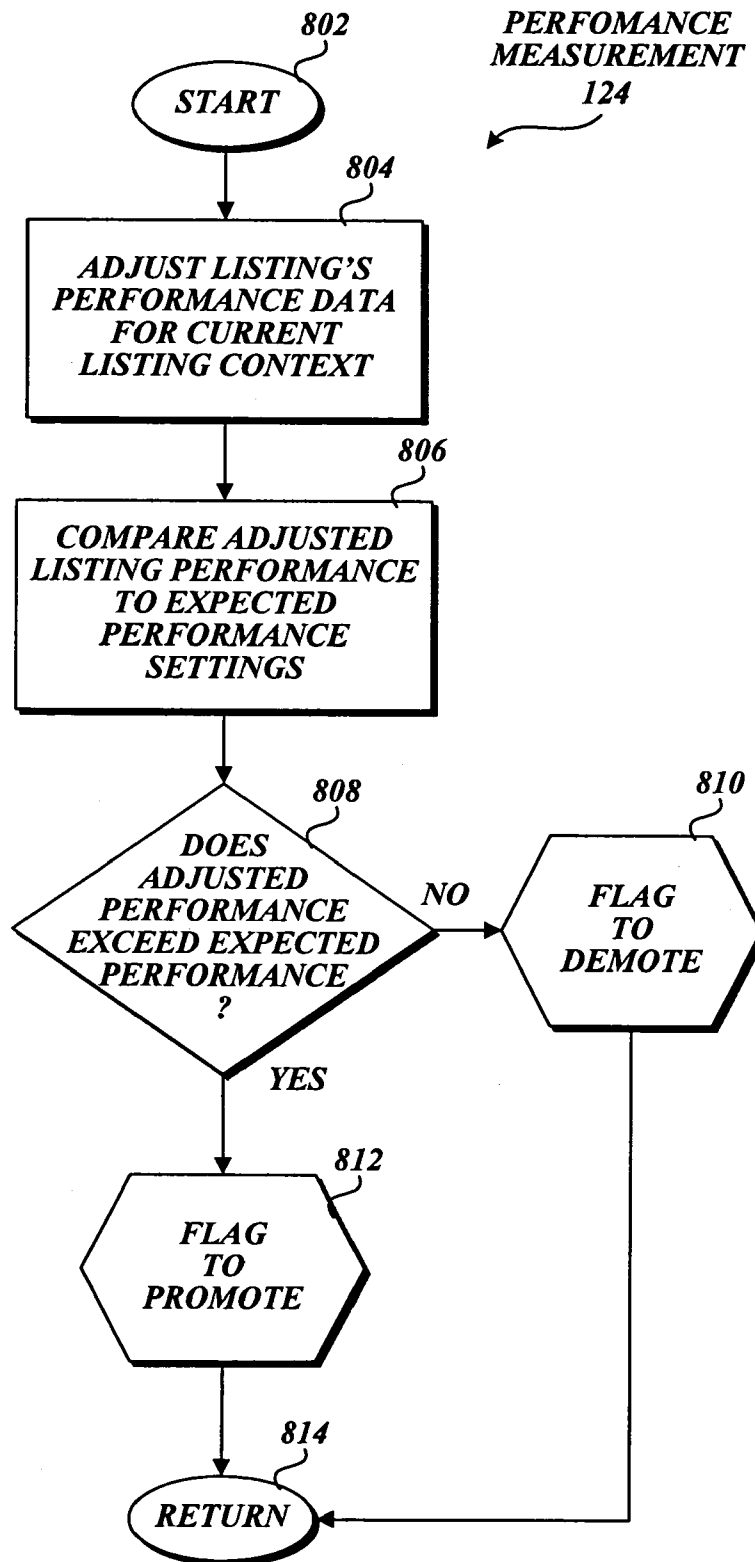 PERFOMANCE
MEASUREMENT
124
802
START
804
ADJUST LISTING'S
PERFORMANCE DATA
FOR CURRENT
LISTING CONTEXT
806
COMPARE ADJUSTED
LISTING PERFORMANCE
TO EXPECTED
PERFORMANCE
SETTINGS
808
DOES
ADJUSTED
PERFORMANCE
EXCEED EXPECTED
PERFORMANCE
?
NO
810
FLAG
TO
DEMOTE
YES
812
FLAG
TO
PROMOTE
814
RETURN